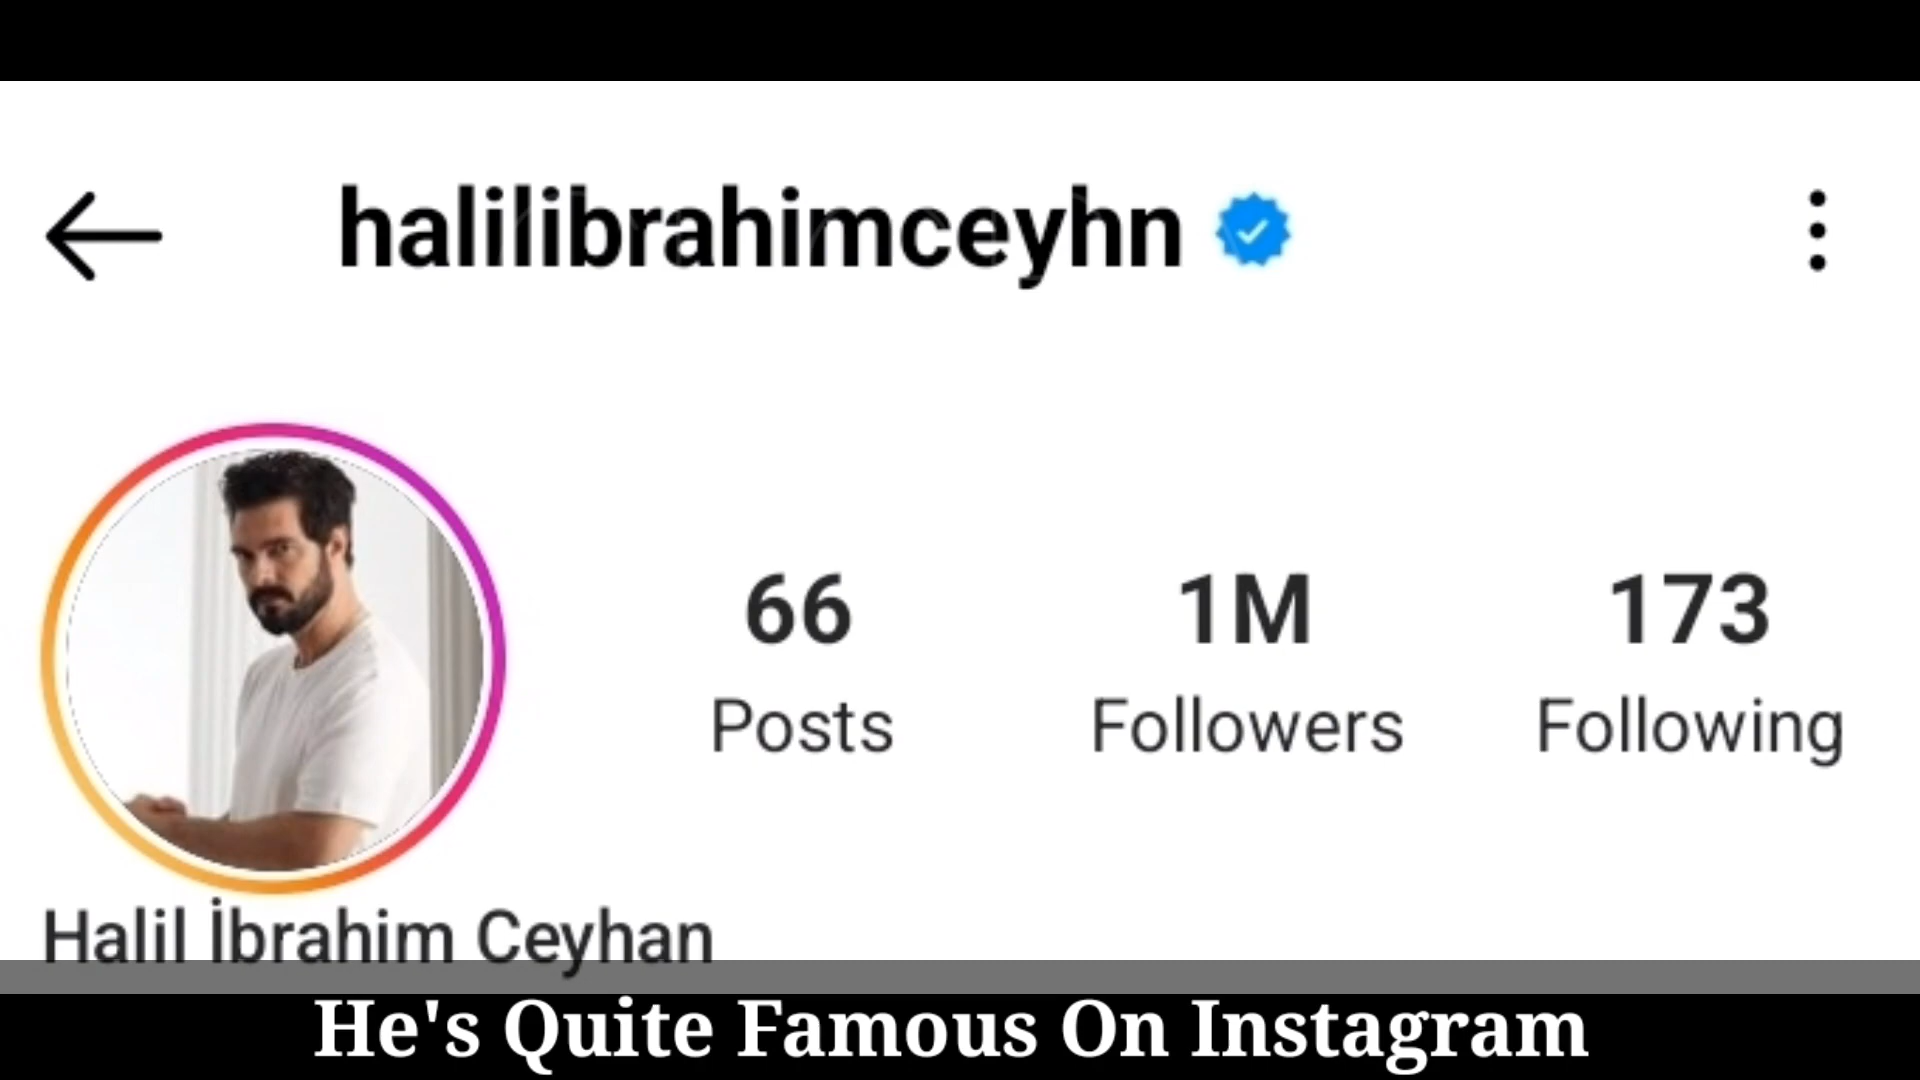 halilibrahimceyhn
66 1M 173
Posts Followers Following
Halil İbrahim Ceyhan
He's Quite Famous On Instagram